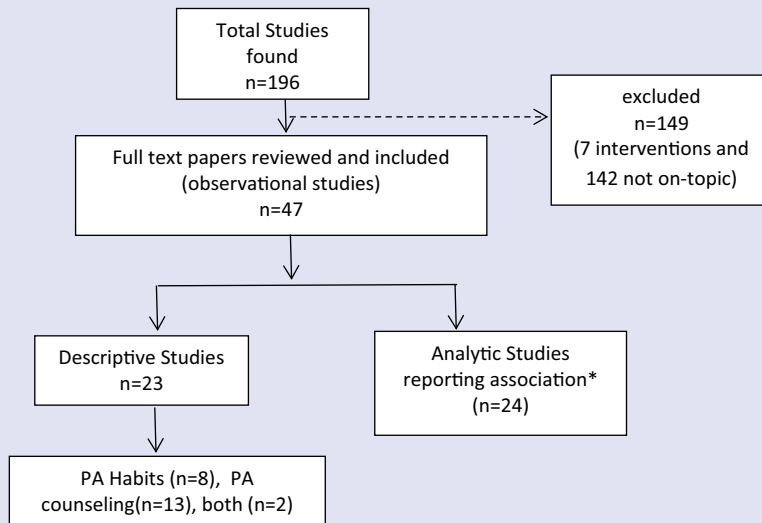 Total Studies
found
n=196
excluded
n=149
(7 interventions and
142 not on-topic)
Full text papers reviewed and included
(observational studies)
n=47
Descriptive Studies
n=23
Analytic Studies
reporting association*
(n=24)
PA Habits (n=8), PA
counseling(n=13), both (n=2)